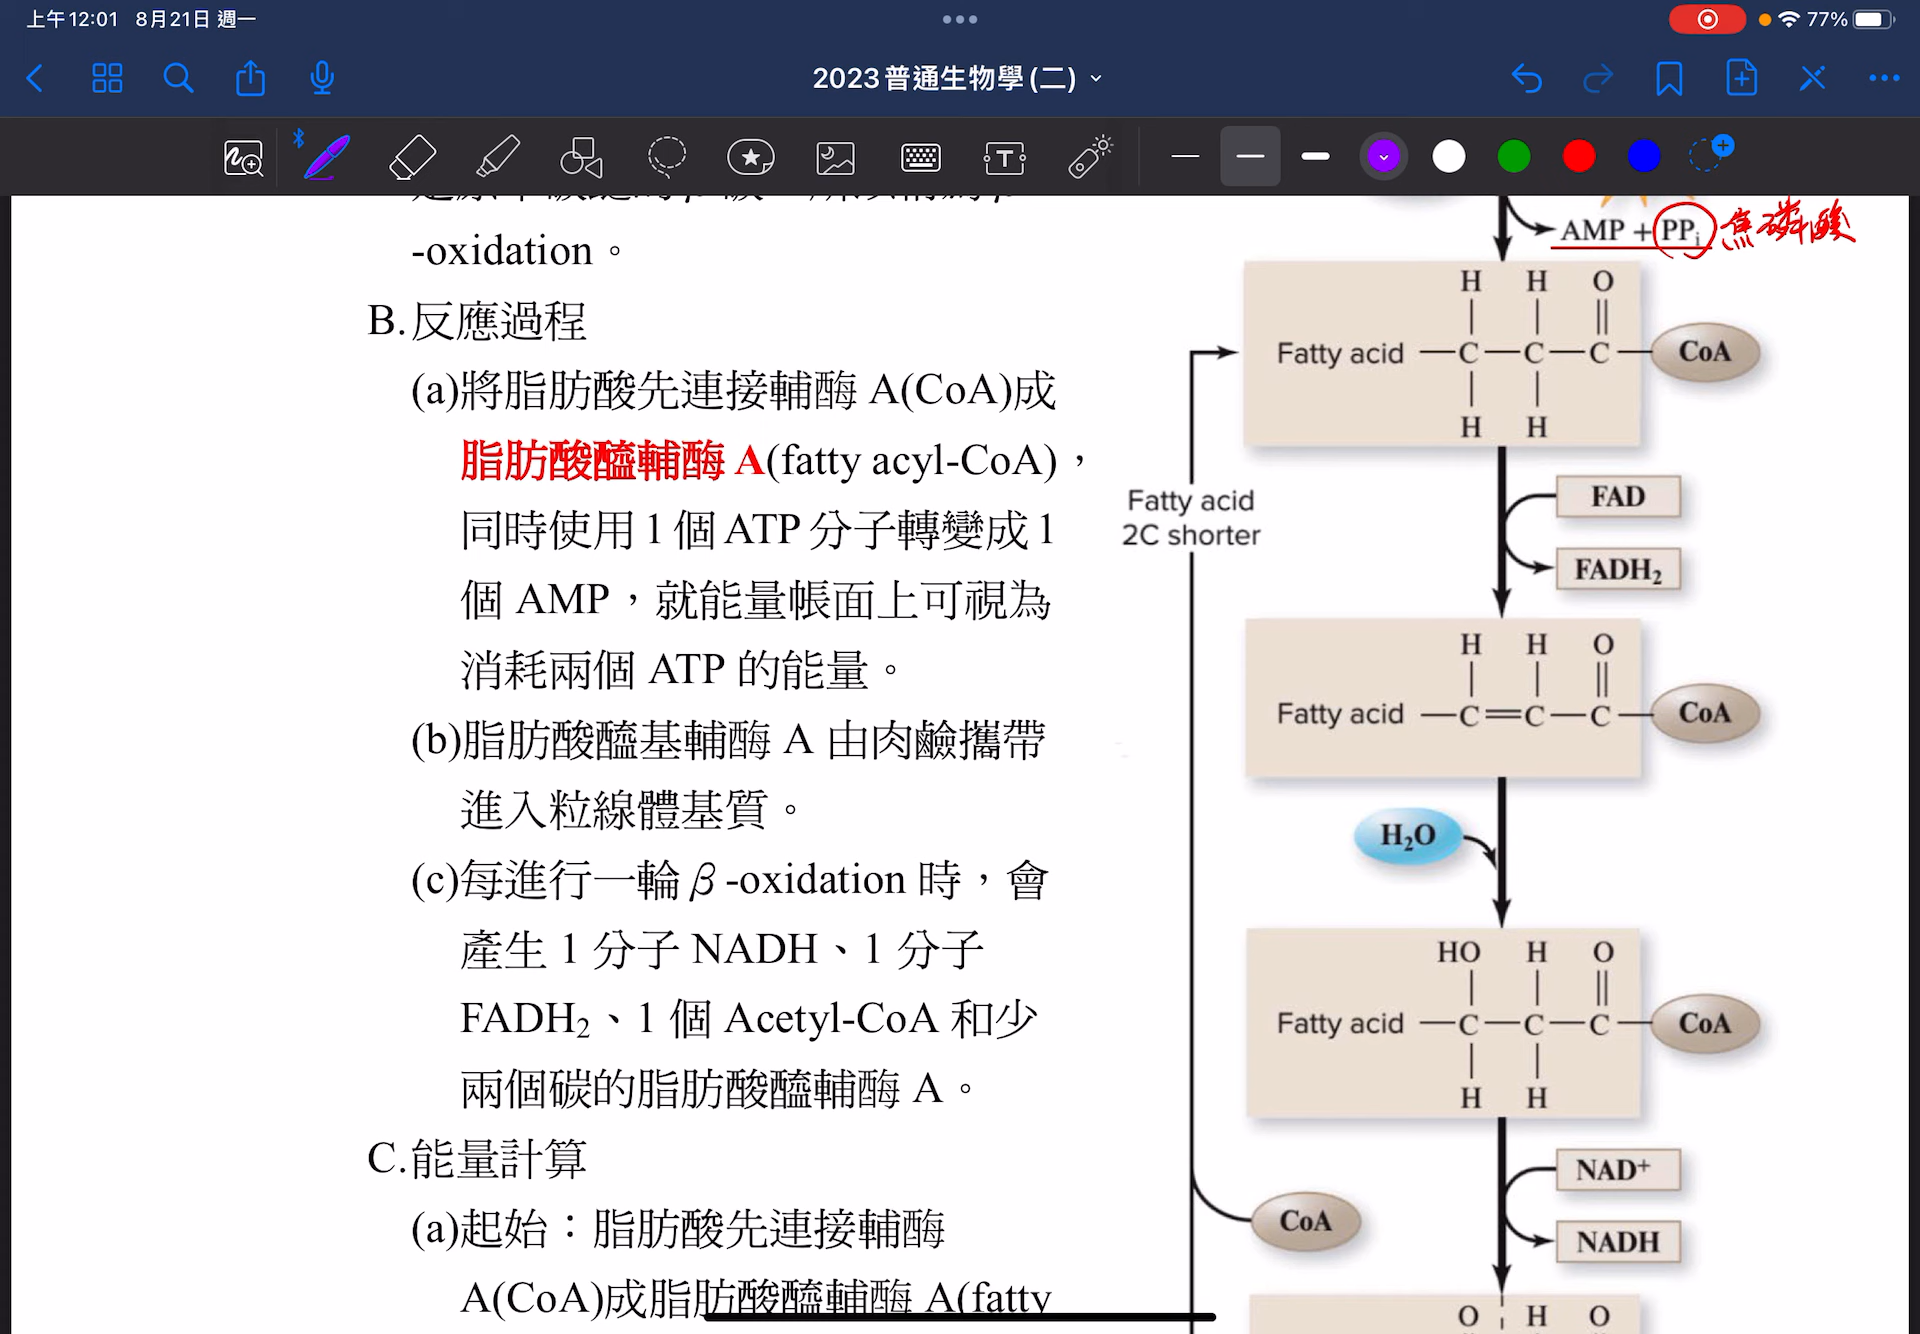 上午12:01 8月21日 週一
77%
2023普通生物學(二)
-oxidation。
B.反應過程
(a)將脂肪酸先連接輔酶 A(CoA)成
脂肪酸醯輔酶 A(fatty acyl-CoA)，
同時使用 1 個 ATP 分子轉變成 1
個 AMP，就能量帳面上可視為
消耗兩個 ATP 的能量。
(b)脂肪酸醯基輔酶 A 由肉鹼攜帶
進入粒線體基質。
(c)每進行一輪β-oxidation 時，會
產生 1 分子 NADH、1 分子
FADH₂、1 個 Acetyl-CoA 和少
兩個碳的脂肪酸醯輔酶 A。
C.能量計算
(a)起始：脂肪酸先連接輔酶
A(CoA)成脂肪酸醯輔酶 A(fatty
AMP + PPᵢ 焦磷酸
H H O
Fatty acid —C—C—C— CoA
H H
FAD
Fatty acid
2C shorter
FADH₂
H H O
Fatty acid —C=C—C— CoA
H₂O
HO H O
Fatty acid —C—C—C— CoA
H H
NAD⁺
CoA
NADH
O H O